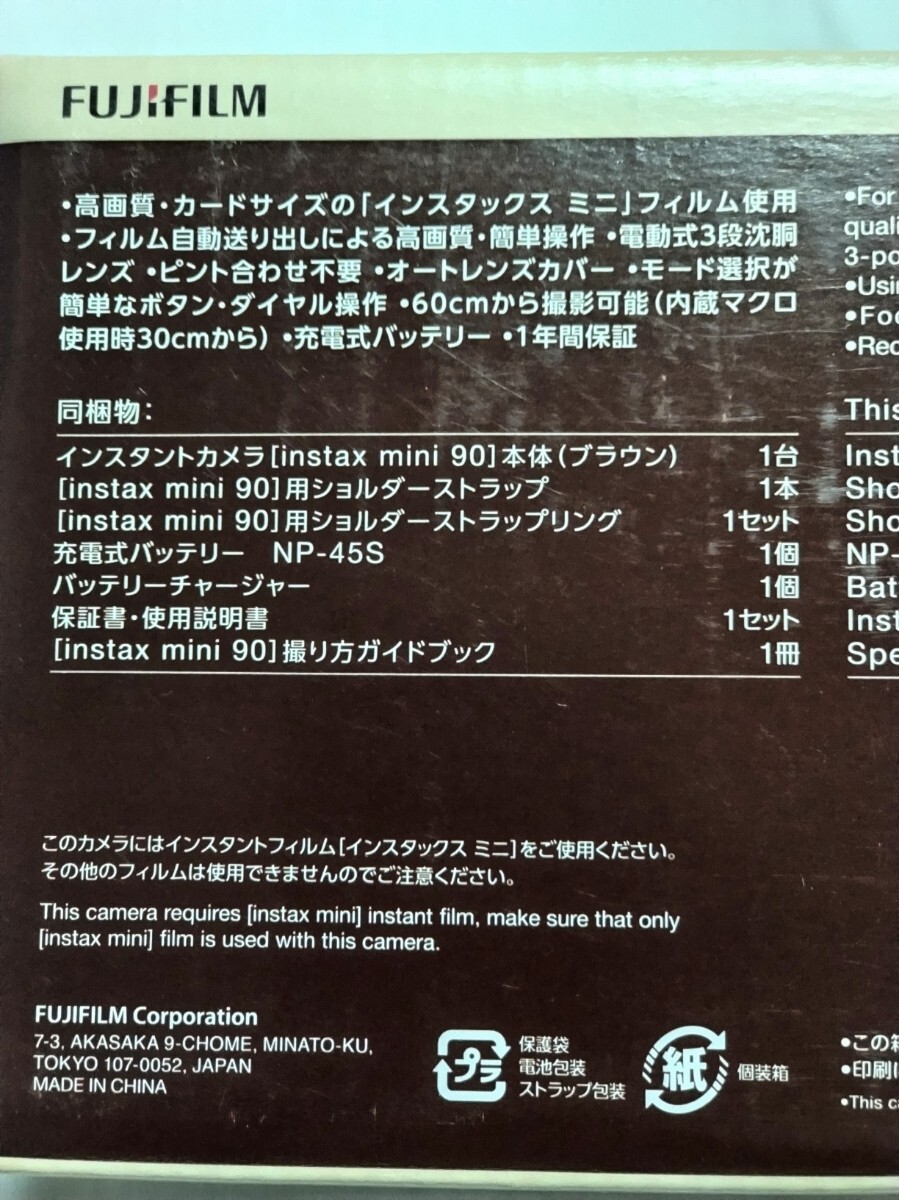 FUJIFILM
•高画質・カードサイズの「インスタックス ミニ」フィルム使用
•フィルム自動送り出しによる高画質・簡単操作 •電動式3段沈胴
レンズ •ピント合わせ不要 •オートレンズカバー •モード選択が
簡単なボタン・ダイヤル操作 •60cmから撮影可能(内蔵マクロ
使用時30cmから) •充電式バッテリー •1年間保証
同梱物:
インスタントカメラ[instax mini 90]本体(ブラウン) 1台
[instax mini 90]用ショルダーストラップ 1本
[instax mini 90]用ショルダーストラップリング 1セット
充電式バッテリー NP-45S 1個
バッテリーチャージャー 1個
保証書・使用説明書 1セット
[instax mini 90]撮り方ガイドブック 1冊
このカメラにはインスタントフィルム[インスタックス ミニ]をご使用ください。
その他のフィルムは使用できませんのでご注意ください。
This camera requires [instax mini] instant film, make sure that only
[instax mini] film is used with this camera.
FUJIFILM Corporation
7-3, AKASAKA 9-CHOME, MINATO-KU,
TOKYO 107-0052, JAPAN
MADE IN CHINA
プラ
保護袋
電池包装
ストラップ包装
紙
個装箱
•For
3-po
This
Sho
Sho
NP-
•この
•印刷
•This